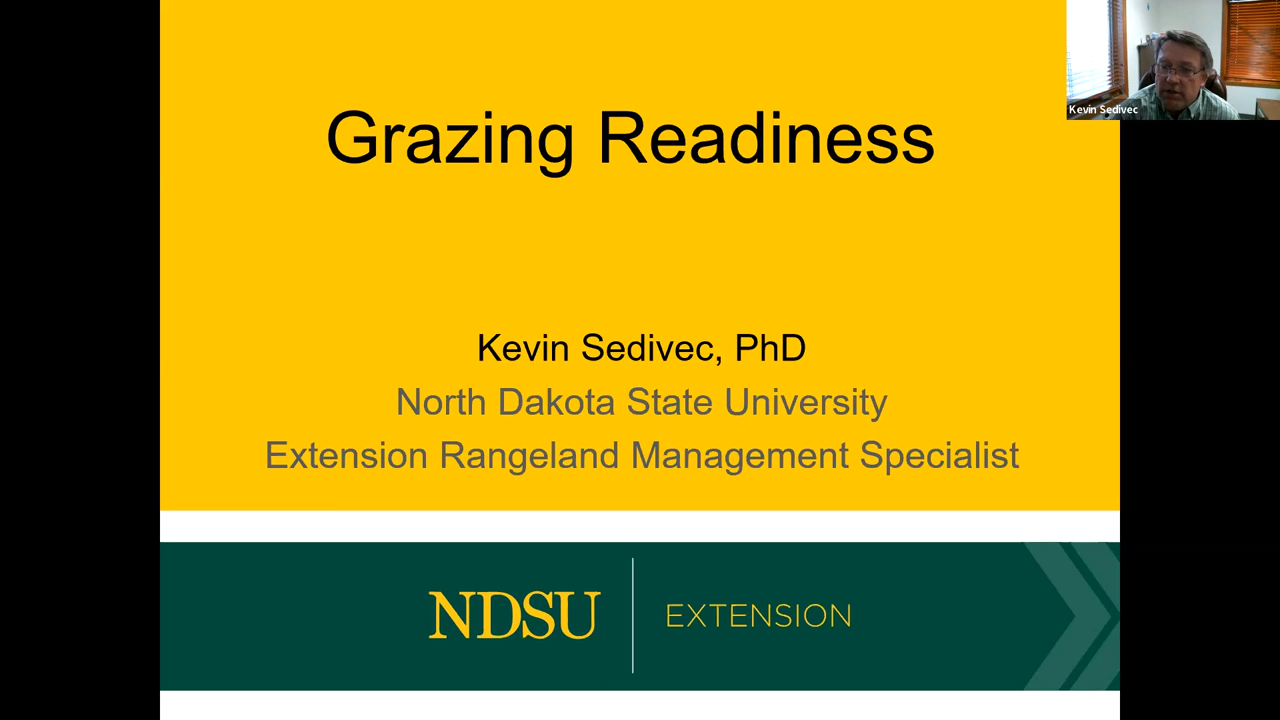 Grazing Readiness
Kevin Sedivec
Kevin Sedivec, PhD
North Dakota State University
Extension Rangeland Management Specialist
NDSU
EXTENSION